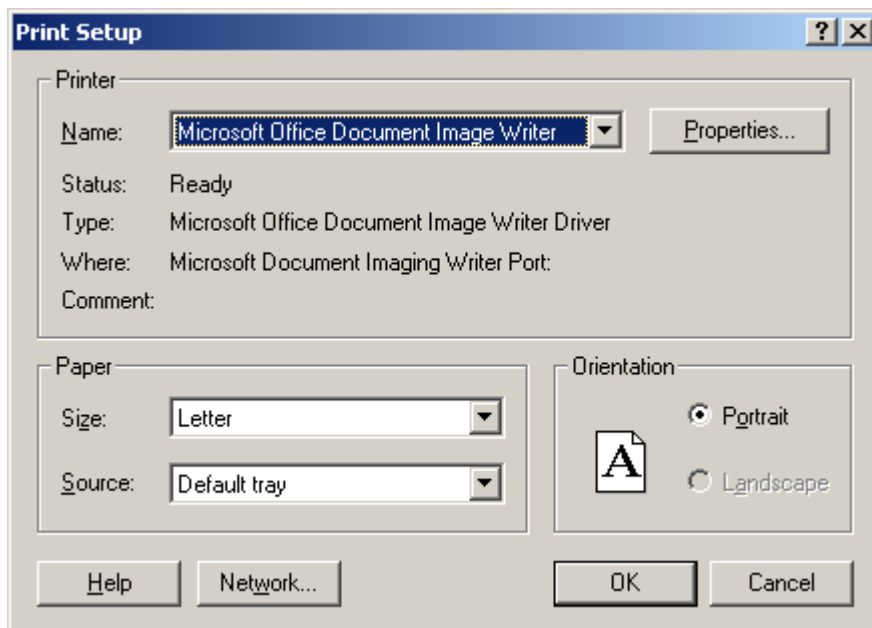 Print Setup
Printer
Name: Microsoft Office Document Image Writer Properties...
Status: Ready
Type: Microsoft Office Document Image Writer Driver
Where: Microsoft Document Imaging Writer Port:
Comment:
Paper
Size: Letter
Source: Default tray
Orientation
A
Portrait
Landscape
Help Network... OK Cancel